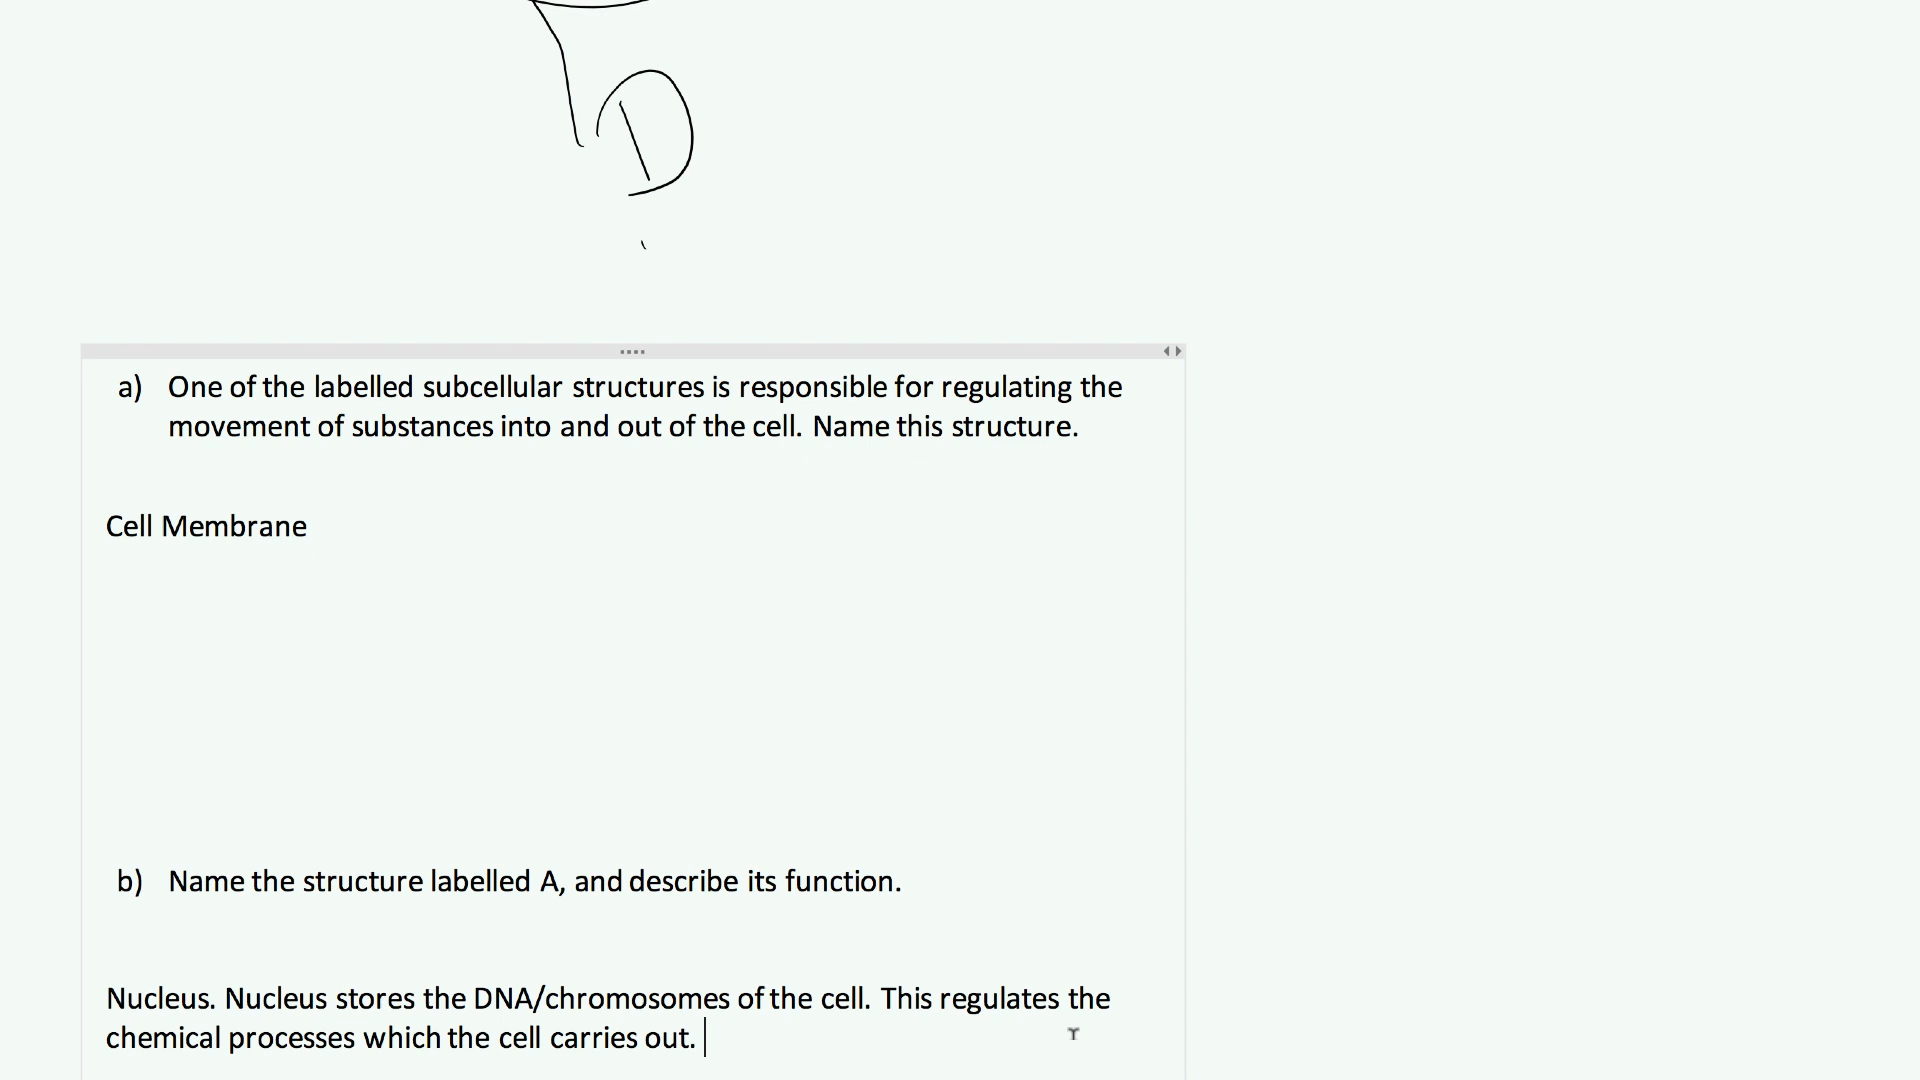 D
a) One of the labelled subcellular structures is responsible for regulating the
movement of substances into and out of the cell. Name this structure.
Cell Membrane
b) Name the structure labelled A, and describe its function.
Nucleus. Nucleus stores the DNA/chromosomes of the cell. This regulates the
chemical processes which the cell carries out.